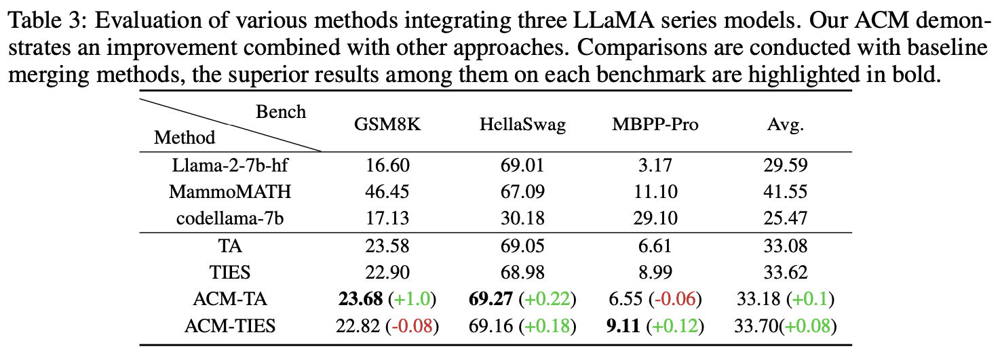 Table 3: Evaluation of various methods integrating three LLaMA series models. Our ACM demon-
strates an improvement combined with other approaches. Comparisons are conducted with baseline
merging methods, the superior results among them on each benchmark are highlighted in bold.
Bench
Method GSM8K HellaSwag MBPP-Pro Avg.
Llama-2-7b-hf 16.60 69.01 3.17 29.59
MammoMATH 46.45 67.09 11.10 41.55
codellama-7b 17.13 30.18 29.10 25.47
TA 23.58 69.05 6.61 33.08
TIES 22.90 68.98 8.99 33.62
ACM-TA 23.68 (+1.0) 69.27 (+0.22) 6.55 (-0.06) 33.18 (+0.1)
ACM-TIES 22.82 (-0.08) 69.16 (+0.18) 9.11 (+0.12) 33.70(+0.08)